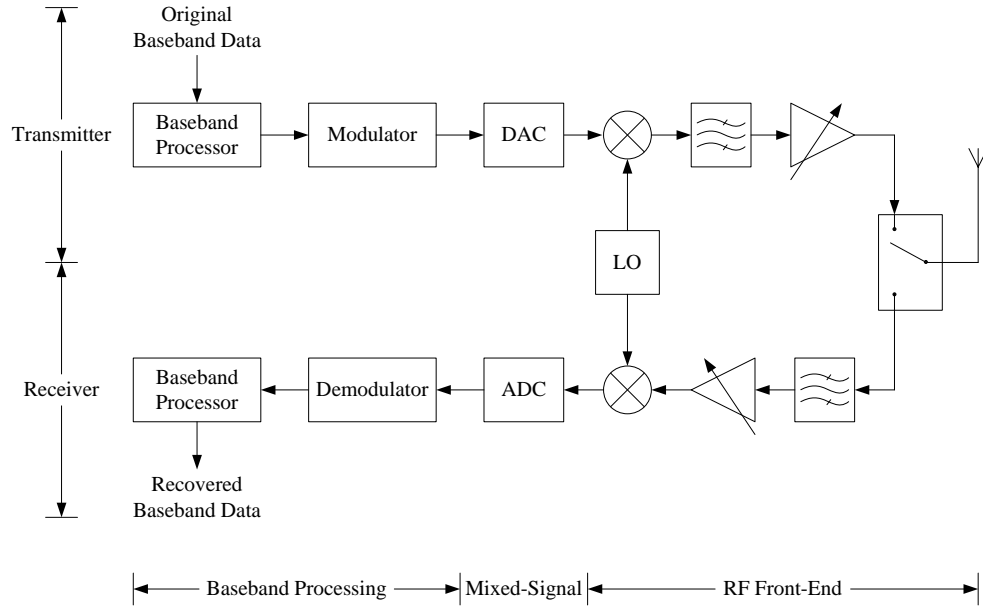 Original
Baseband Data
Transmitter
Baseband
Processor
Modulator
DAC
LO
Receiver
Baseband
Processor
Demodulator
ADC
Recovered
Baseband Data
Baseband Processing
Mixed-Signal
RF Front-End